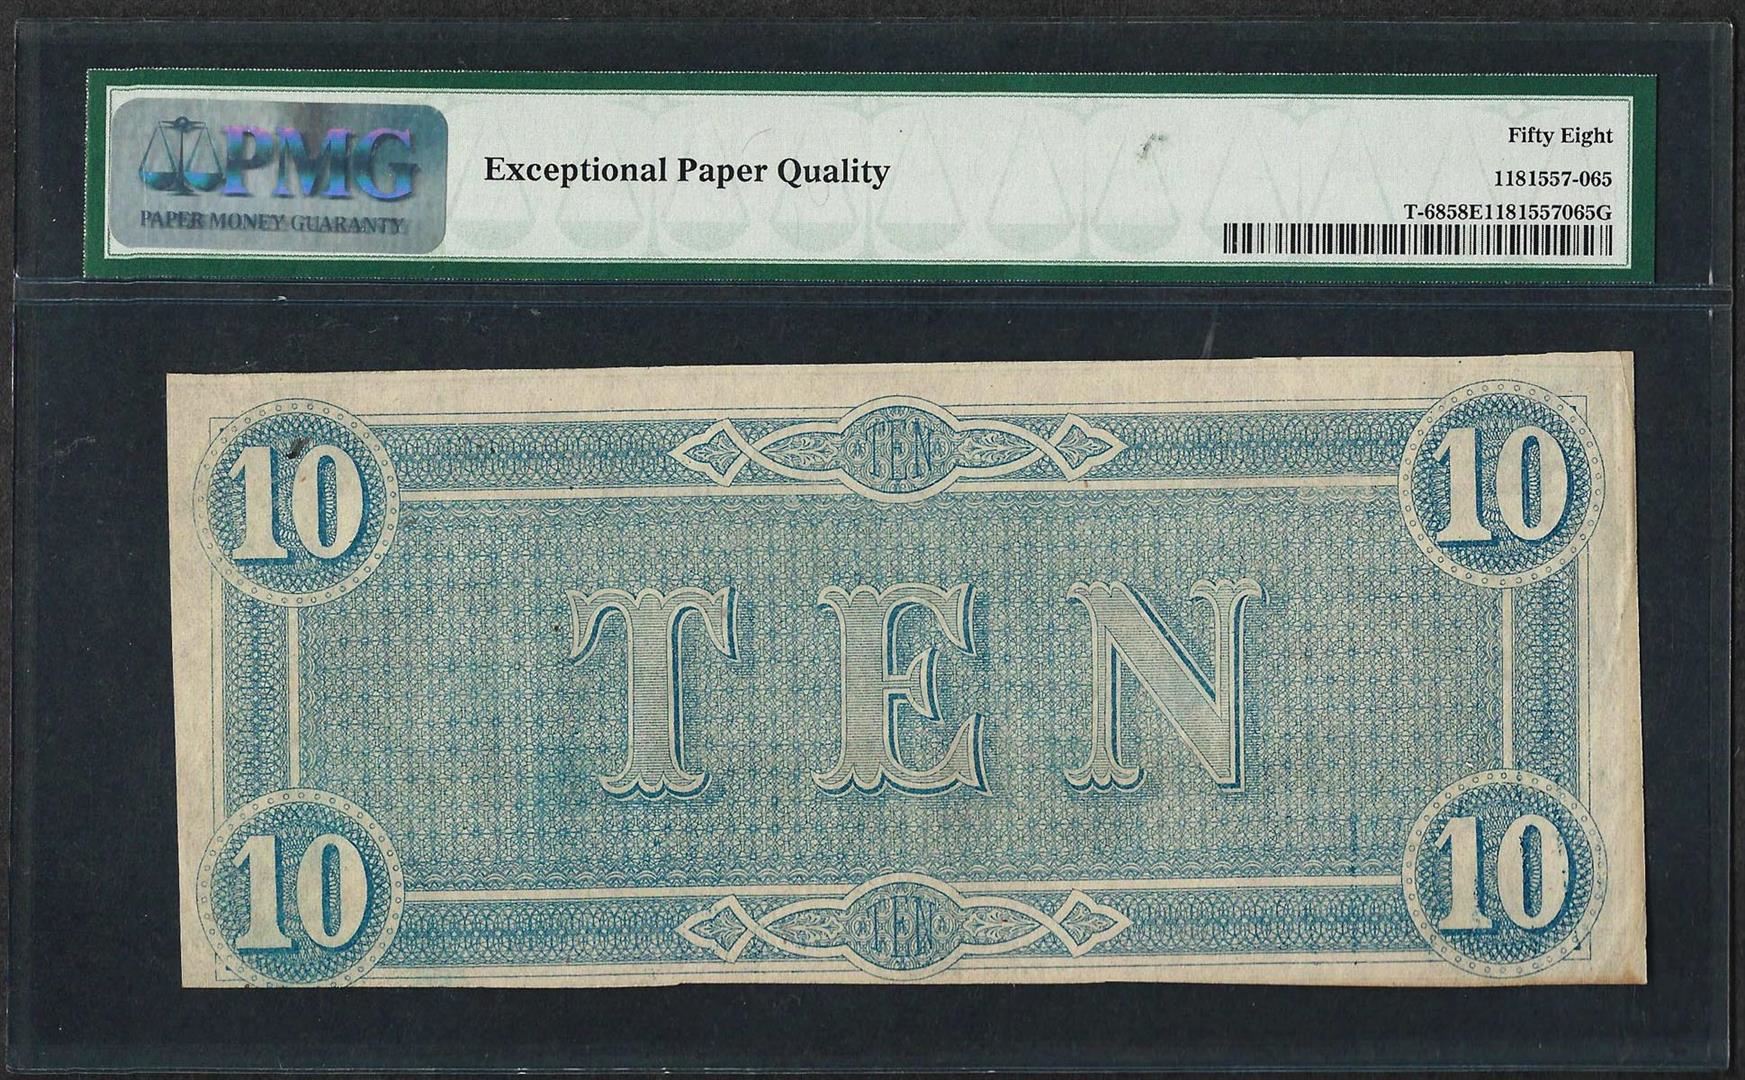 PMG
PAPER MONEY GUARANTY
Exceptional Paper Quality
Fifty Eight
1181557-065
T-6858E1181557065G
10
TEN
10
TEN
10
TEN
10